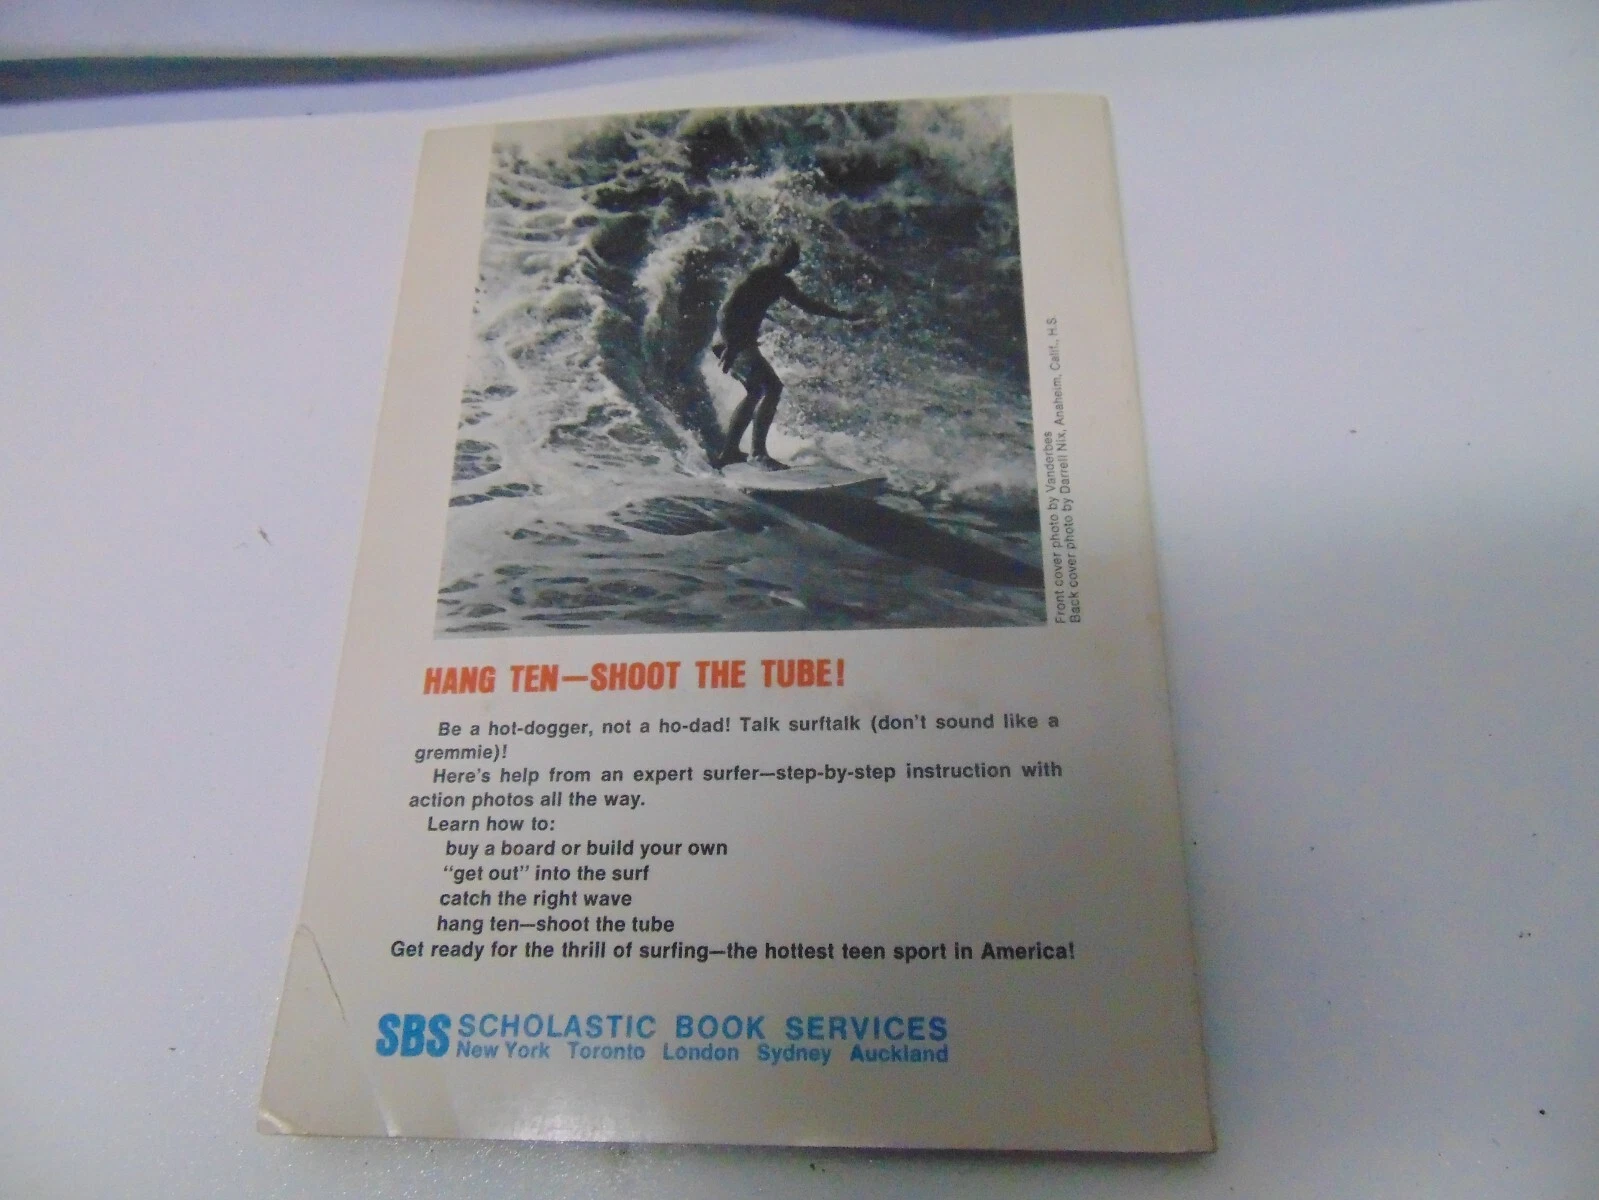 Front cover photo by Vanderbes
Back cover photo by Darrell Nix, Anaheim, Calif., H.S.
HANG TEN—SHOOT THE TUBE!
Be a hot-dogger, not a ho-dad! Talk surftalk (don't sound like a
gremmie)!
Here's help from an expert surfer—step-by-step instruction with
action photos all the way.
Learn how to:
buy a board or build your own
"get out" into the surf
catch the right wave
hang ten—shoot the tube
Get ready for the thrill of surfing—the hottest teen sport in America!
SBS SCHOLASTIC BOOK SERVICES
New York Toronto London Sydney Auckland